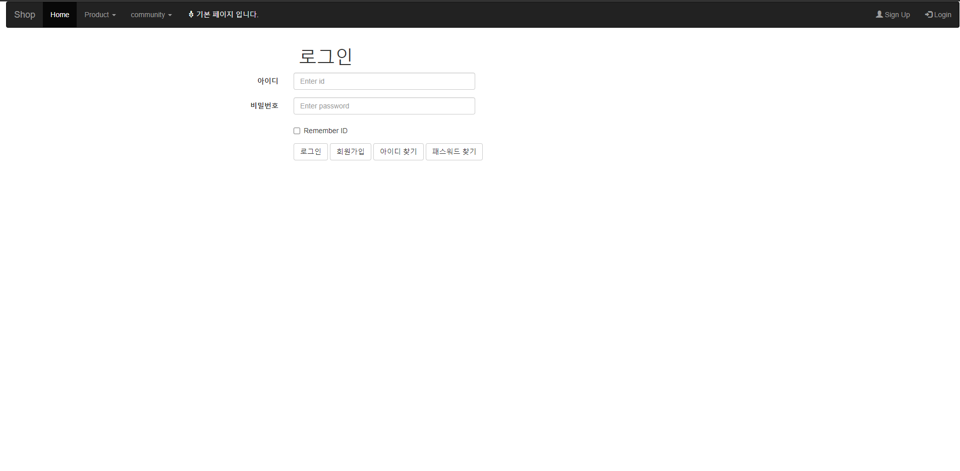 Shop Home Product community 기본 페이지 입니다. Sign Up Login
로그인
아이디 Enter id
비밀번호 Enter password
Remember ID
로그인 회원가입 아이디 찾기 패스워드 찾기